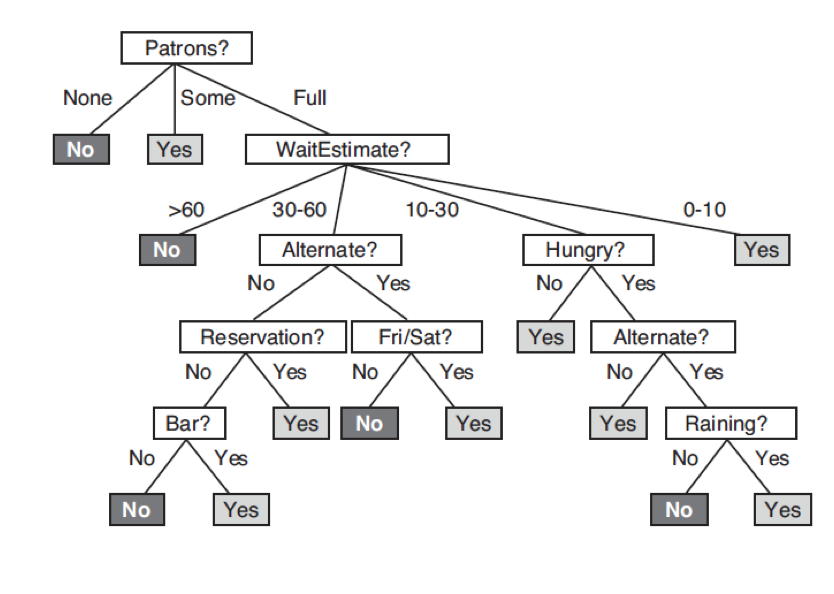 Patrons?
None Some Full
No Yes WaitEstimate?
>60 30-60 10-30 0-10
No Alternate? Hungry? Yes
No Yes No Yes
Reservation? Fri/Sat? Yes Alternate?
No Yes No Yes No Yes
Bar? Yes No Yes Yes Raining?
No Yes No Yes
No Yes No Yes